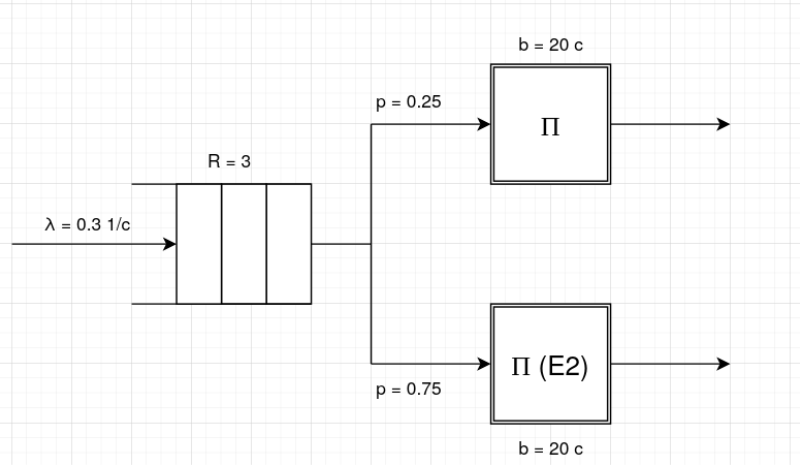 b = 20 c
p = 0.25
П
R = 3
λ = 0.3 1/c
П (E2)
p = 0.75
b = 20 c